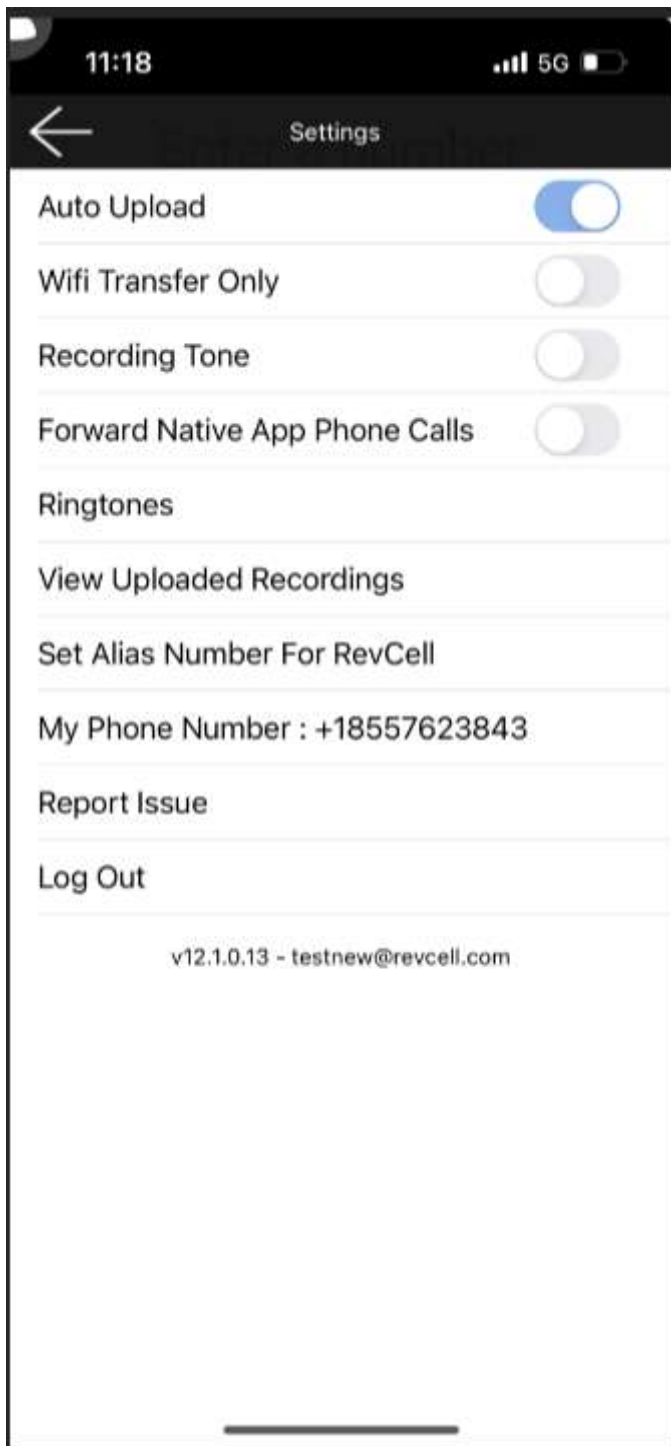 11:18
5G
Settings
Enter a number
Auto Upload
Wifi Transfer Only
Recording Tone
Forward Native App Phone Calls
Ringtones
View Uploaded Recordings
Set Alias Number For RevCell
My Phone Number : +18557623843
Report Issue
Log Out
v12.1.0.13 - testnew@revcell.com